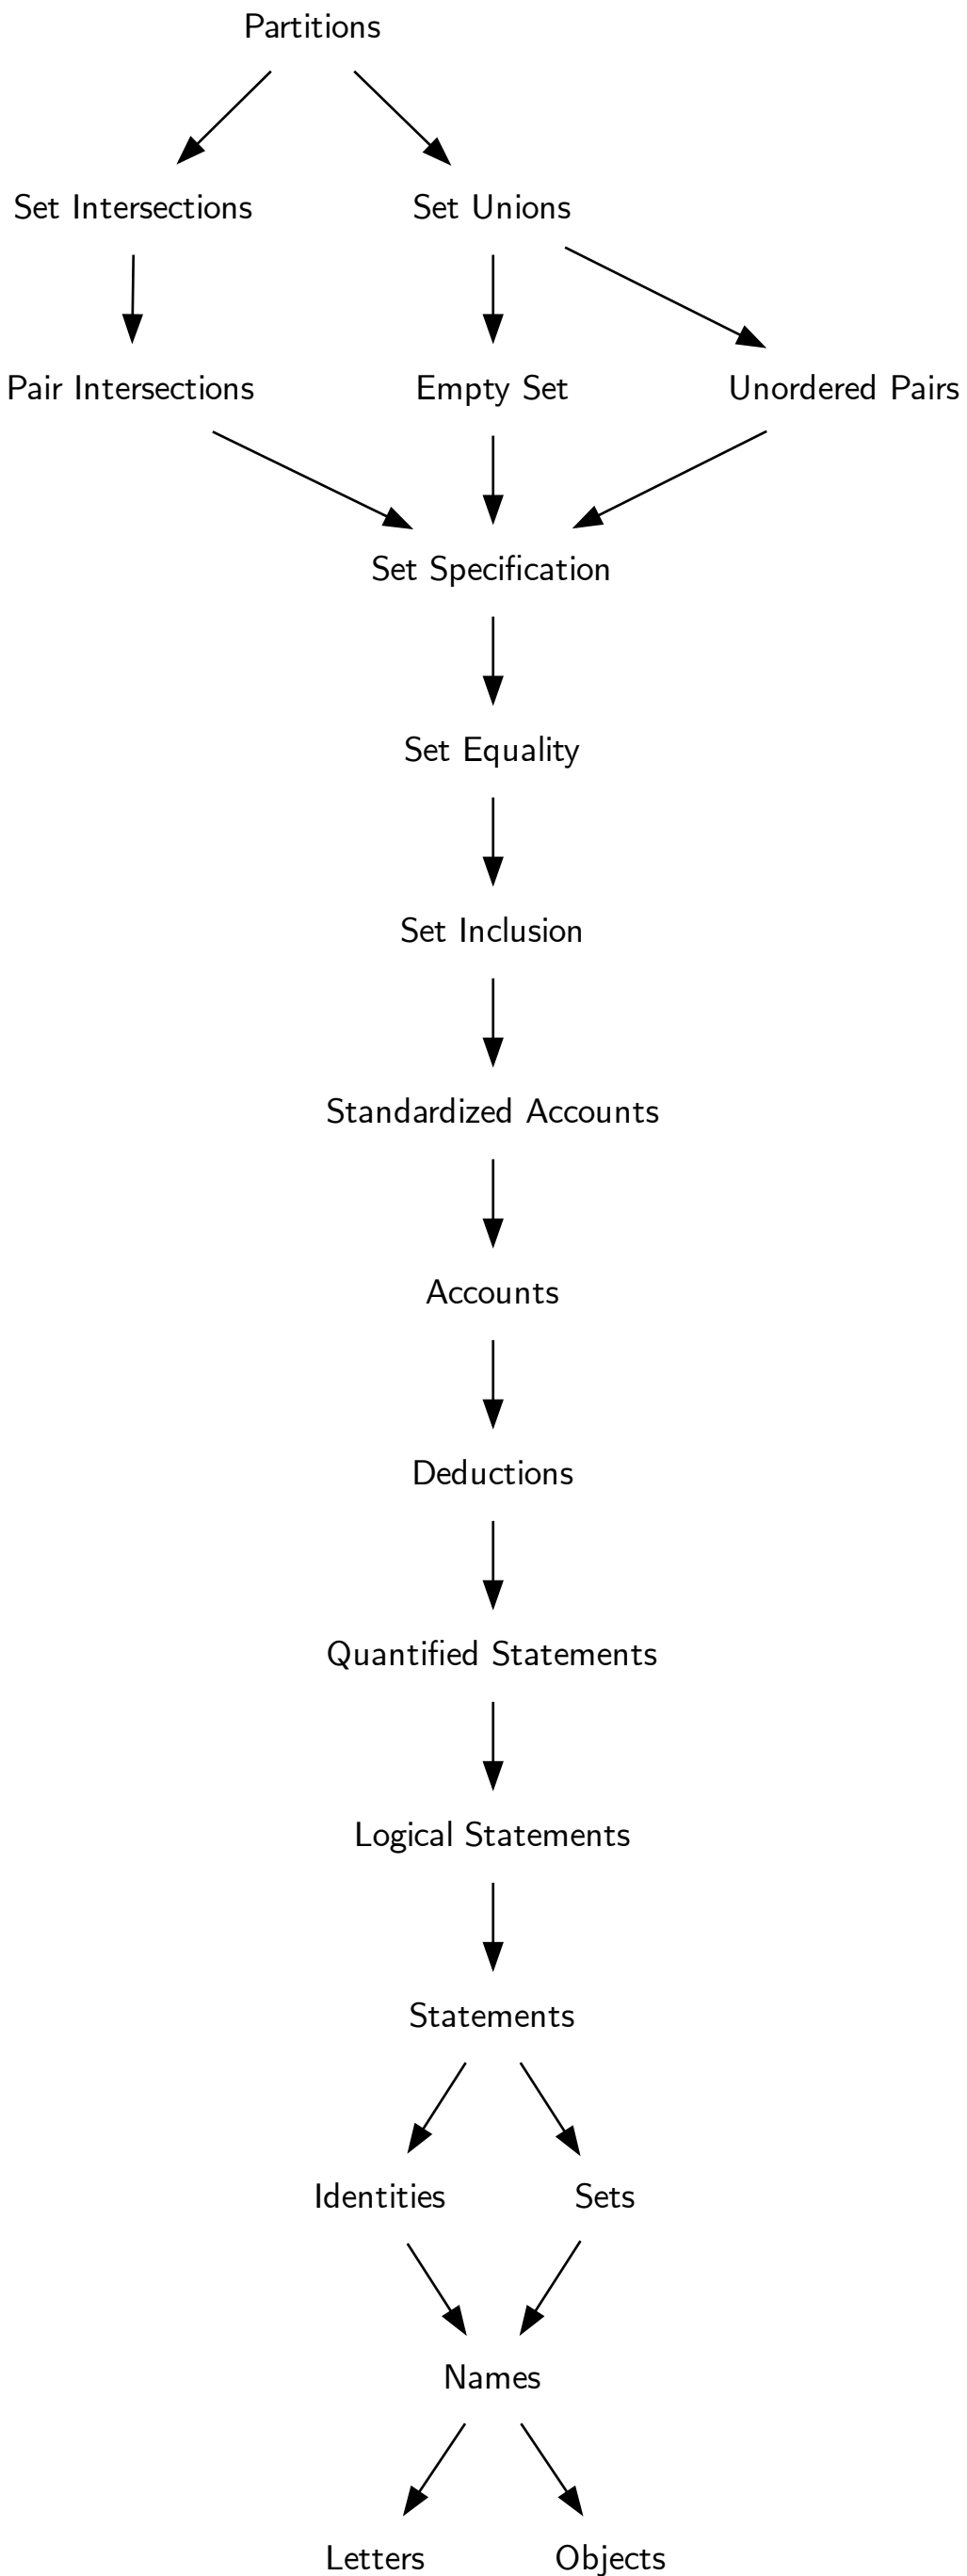 Partitions
Set Intersections
Set Unions
Pair Intersections
Empty Set
Unordered Pairs
Set Specification
Set Equality
Set Inclusion
Standardized Accounts
Accounts
Deductions
Quantified Statements
Logical Statements
Statements
Identities
Sets
Names
Letters
Objects